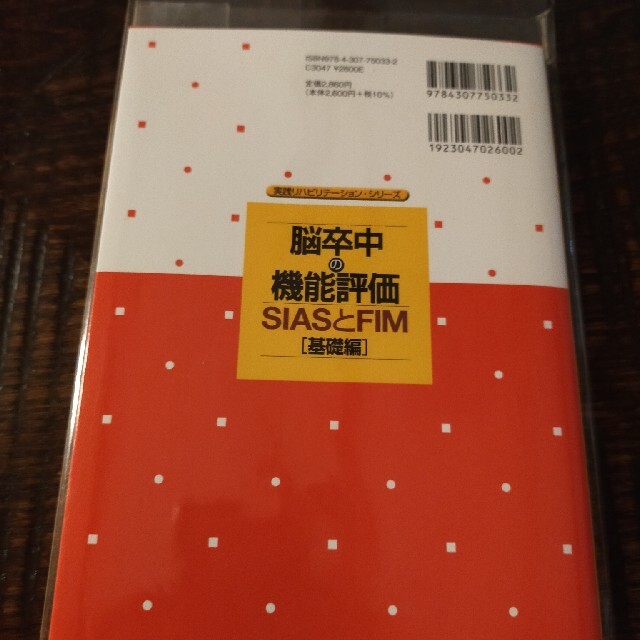 ISBN978-4-307-75033-2
C3047 ¥2600E
定価2,860円
(本体2,600円+税10%)
9784307750332
1923047026002
実践リハビリテーション・シリーズ
脳卒中
の
機能評価
SIASとFIM
[基礎編]